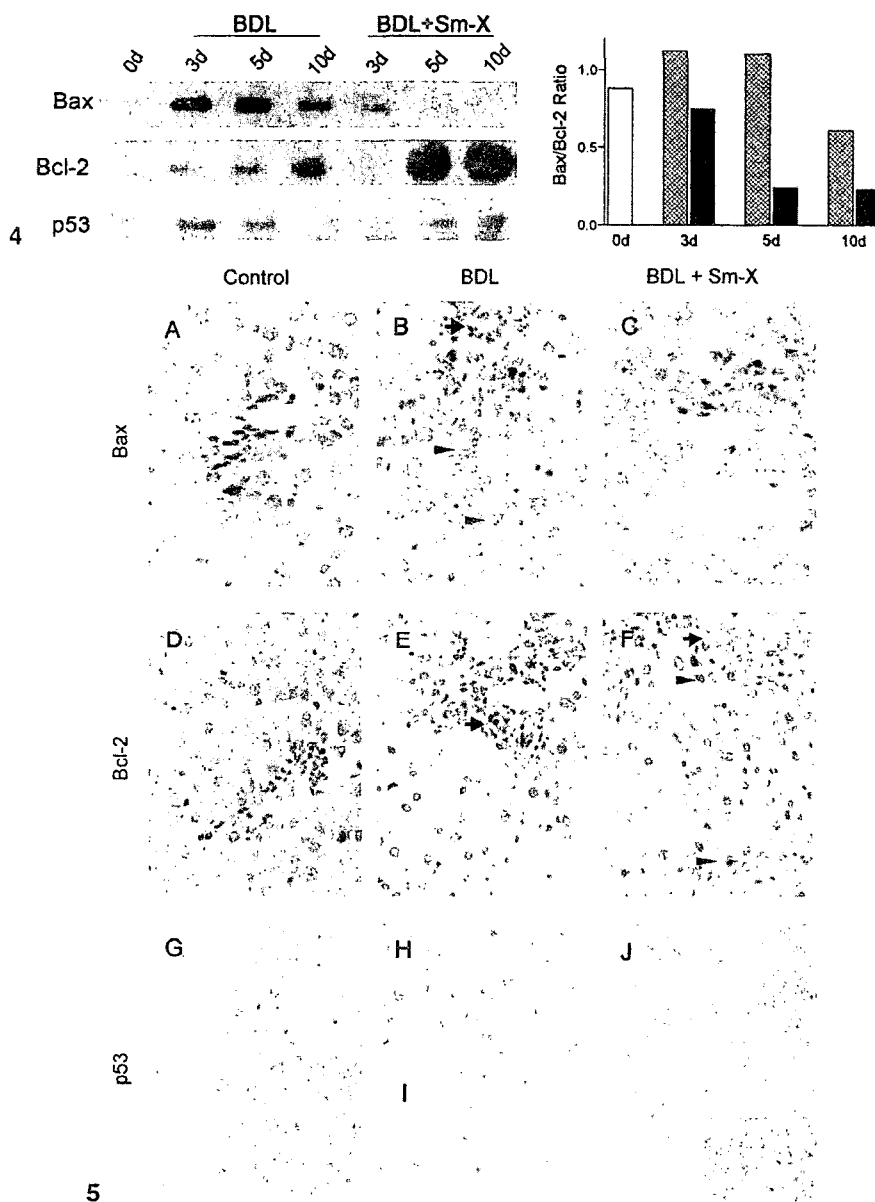 BDL BDL+Sm-X
0d 3d 5d 10d 3d 5d 10d
Bax
Bcl-2
p53
4
Bax/Bcl-2 Ratio
1.0
0.5
0.0
0d 3d 5d 10d
Control BDL BDL + Sm-X
A B C
Bax
D E F
Bcl-2
G H J
p53
I
5